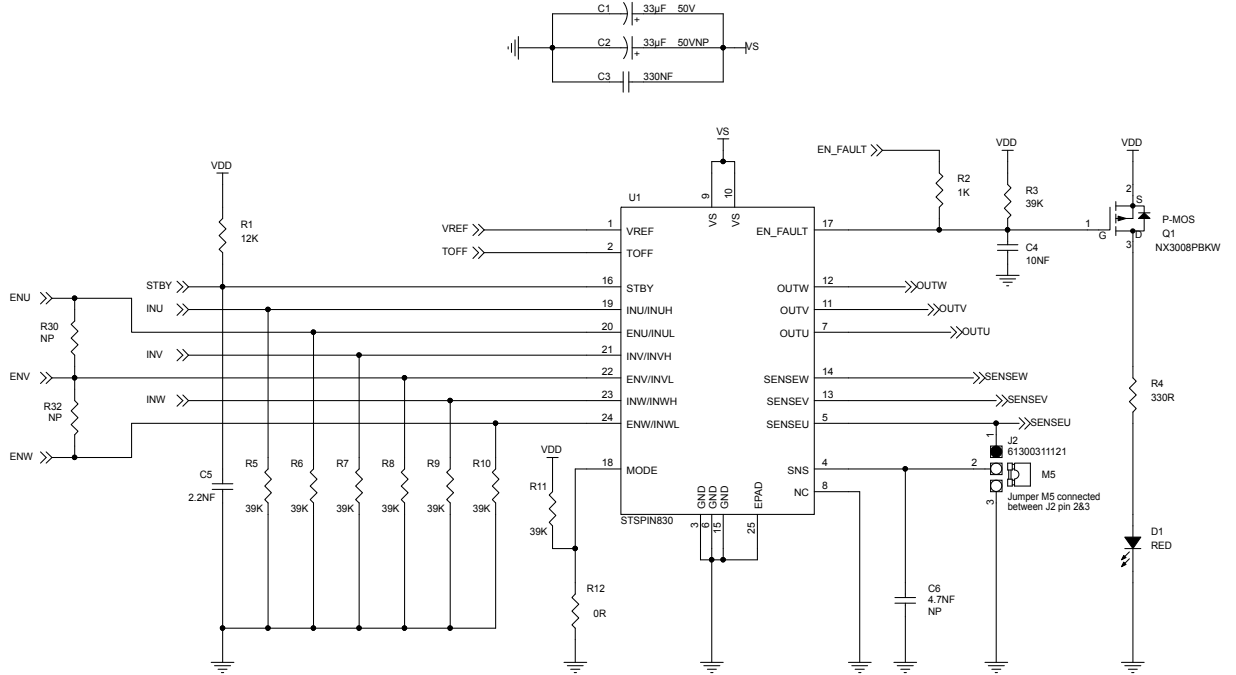 C1 33µF 50V
C2 33µF 50VNP
VS
C3 330NF
VS
EN_FAULT
VDD
VDD
VDD
R1
12K
U1
9
10
VS
VS
R2
1K
R3
39K
2
S
P-MOS
Q1
NX3008PBKW
1
G
D
3
C4
10NF
VREF
1
VREF
EN_FAULT
17
TOFF
2
TOFF
STBY
16
STBY
OUTW
12
OUTW
ENU
INU
19
INU/INUH
OUTV
11
OUTV
20
ENU/INUL
OUTU
7
OUTU
R30
NP
INV
21
INV/INVH
ENV
22
ENV/INVL
SENSEW
14
SENSEW
R32
NP
INW
23
INW/INWH
SENSEV
13
SENSEV
24
ENW/INWL
SENSEU
5
SENSEU
ENW
R4
330R
1
J2
61300311121
VDD
18
MODE
SNS
4
2
M5
NC
8
3
Jumper M5 connected
between J2 pin 2&3
C5
2.2NF
R5
39K
R6
39K
R7
39K
R8
39K
R9
39K
R10
39K
R11
39K
GND
GND
GND
EPAD
STSPIN830
3
6
15
25
D1
RED
R12
0R
C6
4.7NF
NP